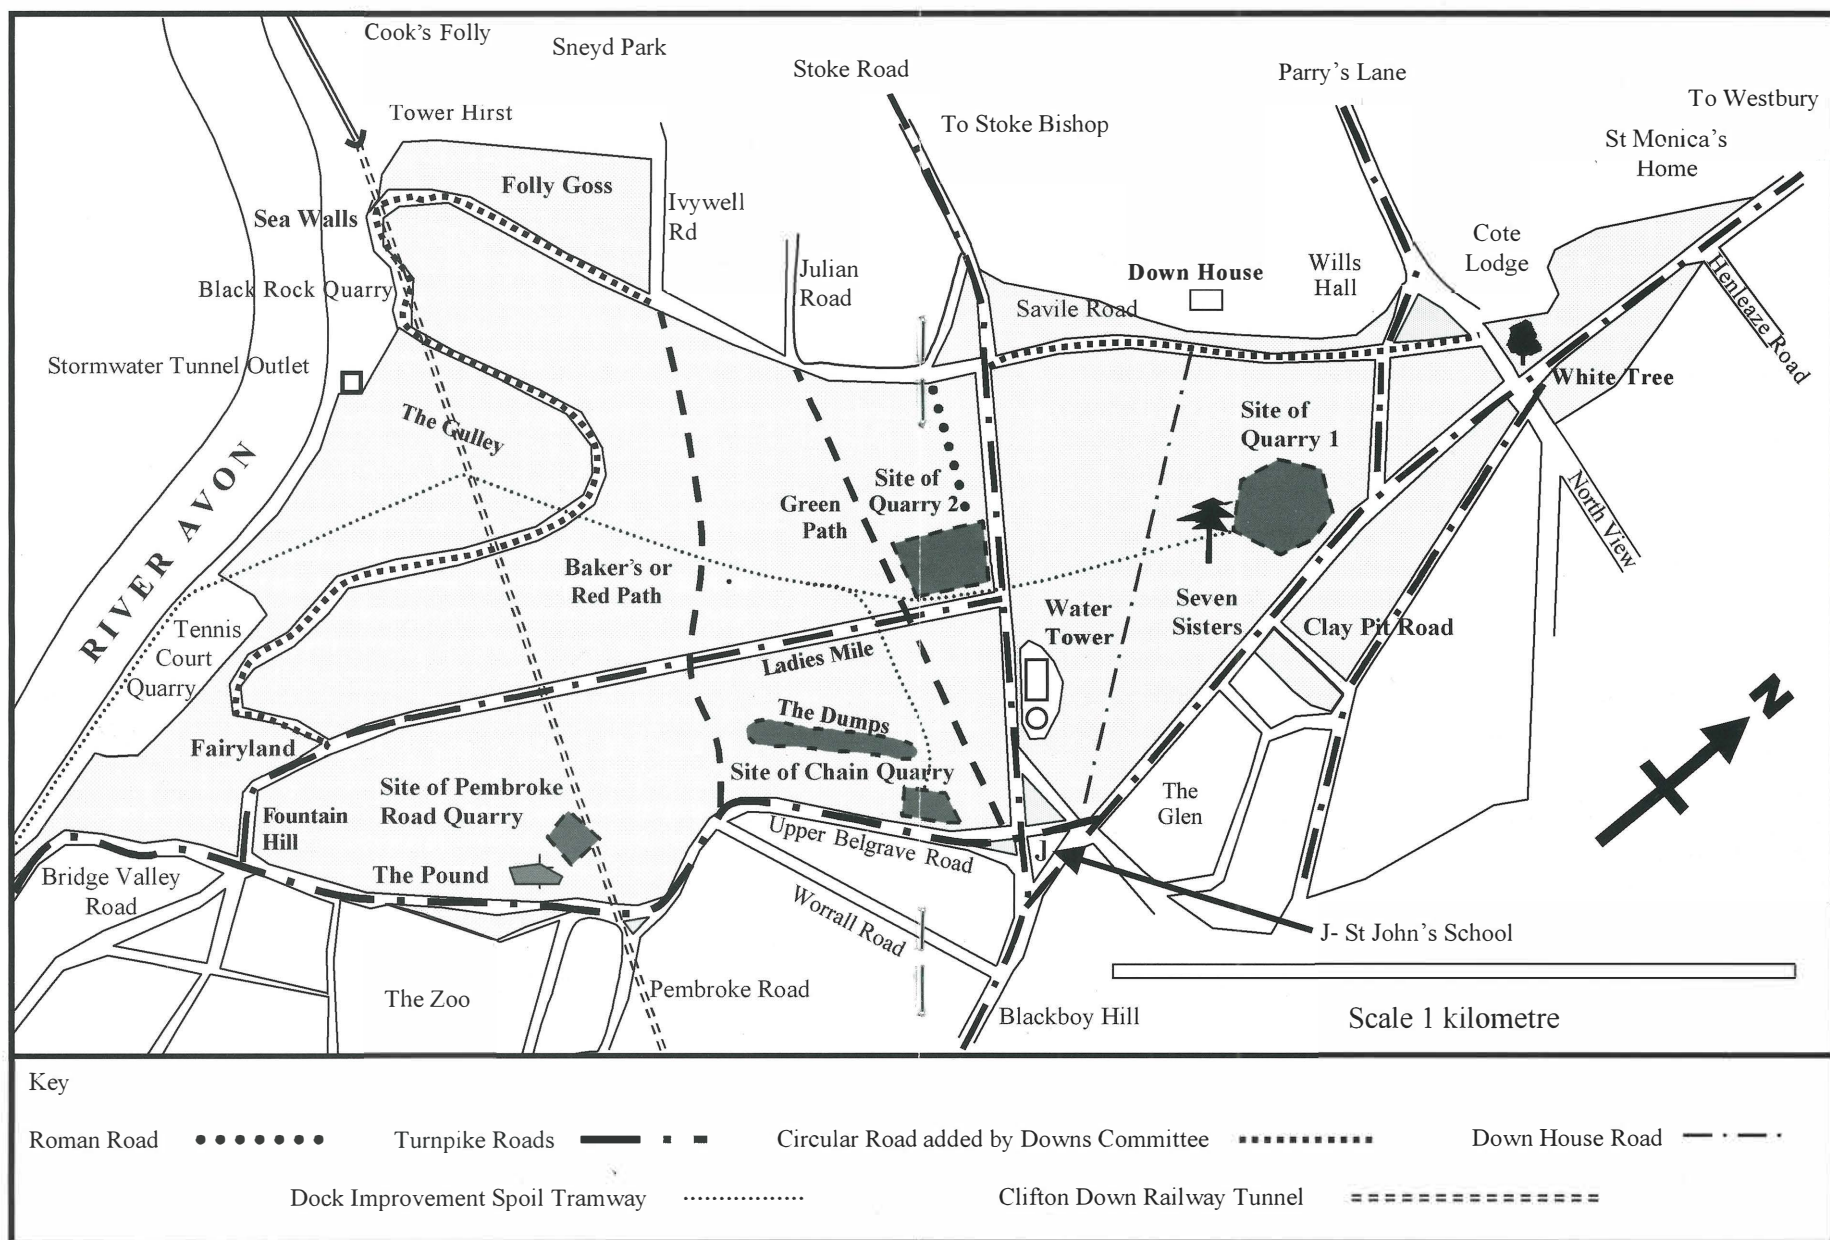 Cook's Folly
Sneyd Park
Stoke Road
Parry's Lane
To Westbury
Tower Hirst
To Stoke Bishop
St Monica's
Home
Folly Goss
Sea Walls
Ivywell
Rd
Cote
Lodge
Black Rock Quarry
Julian
Road
Down House
Wills
Hall
Savile Road
Henleaze Road
Stormwater Tunnel Outlet
White Tree
The Gulley
Site of
Quarry 1
RIVER AVON
Site of
Quarry 2
Green
Path
North View
Baker's or
Red Path
Water
Tower
Seven
Sisters
Clay Pit Road
Tennis
Court
Quarry
Ladies Mile
N
The Dumps
Fairyland
Site of Chain Quarry
Site of Pembroke
Road Quarry
The
Glen
Fountain
Hill
Upper Belgrave Road
J
The Pound
Bridge Valley
Road
Worrall Road
J- St John's School
The Zoo
Pembroke Road
Blackboy Hill
Scale 1 kilometre
Key
Roman Road
Turnpike Roads
Circular Road added by Downs Committee
Down House Road
Dock Improvement Spoil Tramway
Clifton Down Railway Tunnel